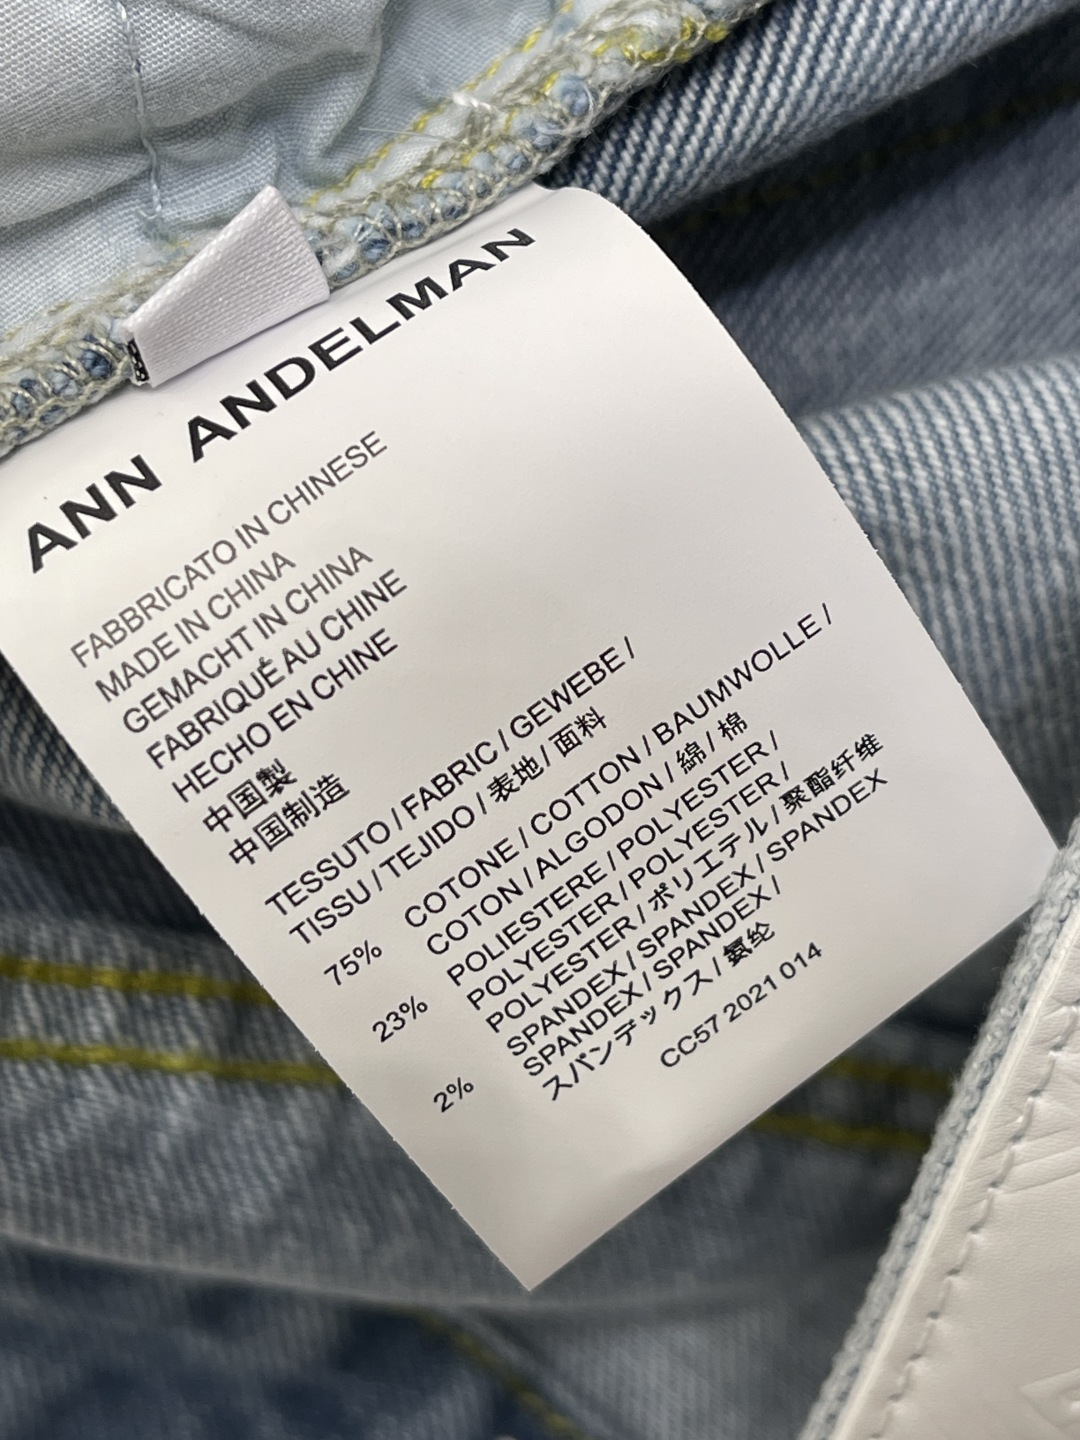 ANN ANDELMAN
FABBRICATO IN CHINESE
MADE IN CHINA
GEMACHT IN CHINA
FABRIQUÉ AU CHINE
HECHO EN CHINE
中国製
中国制造
TESSUTO / FABRIC / GEWEBE /
TISSU / TEJIDO / 表地 / 面料
75% COTONE / COTTON / BAUMWOLLE /
COTON / ALGODON / 綿 / 棉
23% POLIESTERE / POLYESTER /
POLYESTER / POLYESTER /
POLYESTER / ポリエテル / 聚酯纤维
2% SPANDEX / SPANDEX / SPANDEX
SPANDEX / SPANDEX /
スパンデックス / 氨纶
CC57 2021 014